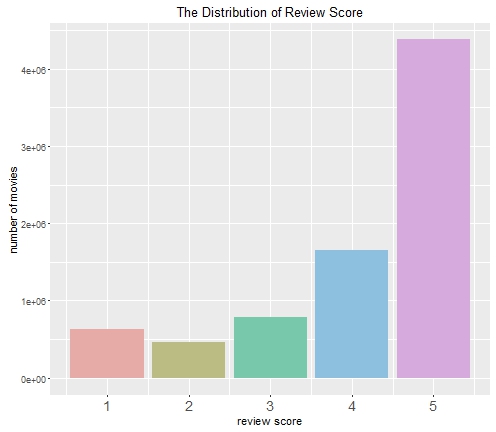 The Distribution of Review Score
number of movies
4e+06
3e+06
2e+06
1e+06
0e+00
1 2 3 4 5
review score